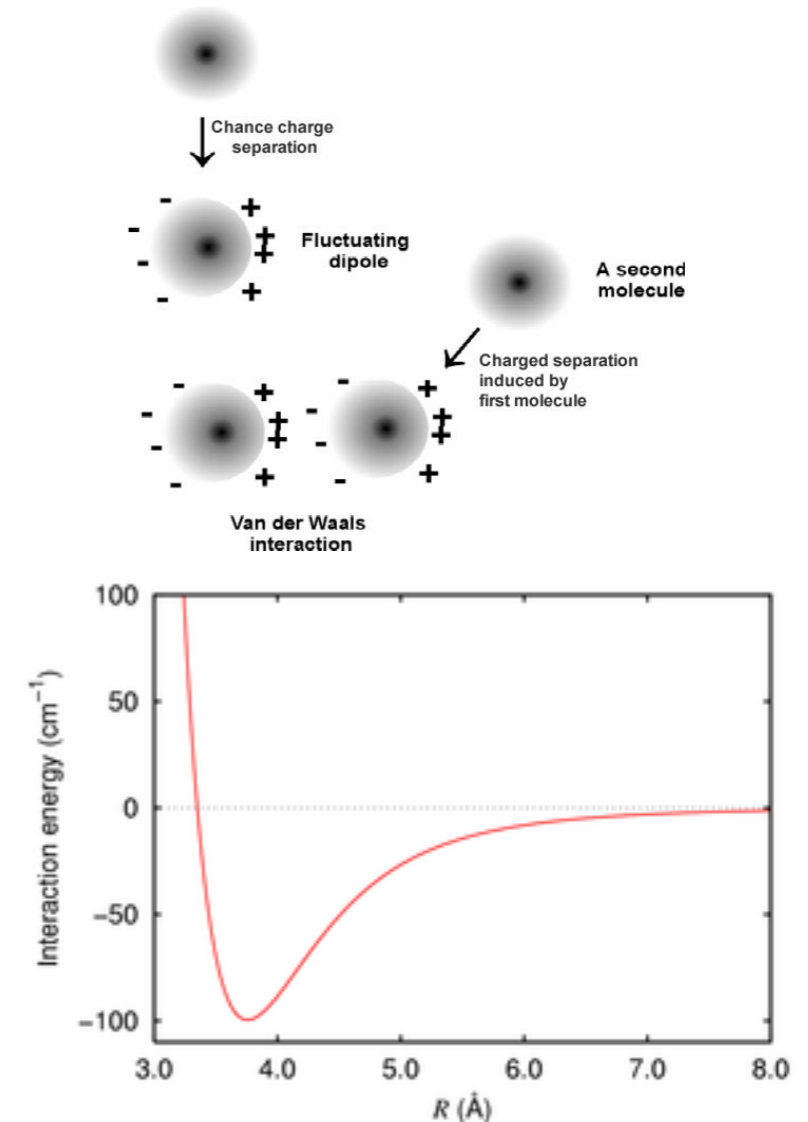 Chance charge
separation
- + Fluctuating
- + dipole
- +
- +
A second
molecule
Charged separation
induced by
first molecule
- + - +
- + - +
- + - +
- + - +
Van der Waals
interaction
100
50
0
−50
−100
Interaction energy (cm⁻¹)
3.0 4.0 5.0 6.0 7.0 8.0
R (Å)